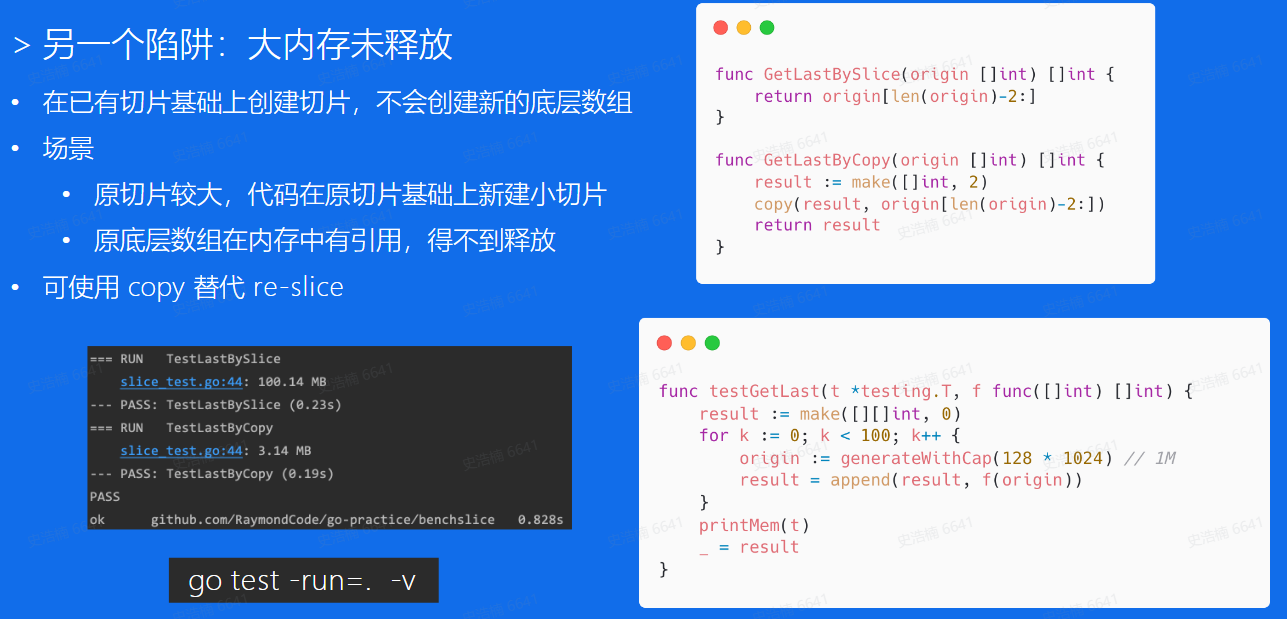 > 另一个陷阱：大内存未释放
• 在已有切片基础上创建切片，不会创建新的底层数组
• 场景
• 原切片较大，代码在原切片基础上新建小切片
• 原底层数组在内存中有引用，得不到释放
• 可使用 copy 替代 re-slice
=== RUN   TestLastBySlice
    slice_test.go:44: 100.14 MB
--- PASS: TestLastBySlice (0.23s)
=== RUN   TestLastByCopy
    slice_test.go:44: 3.14 MB
--- PASS: TestLastByCopy (0.19s)
PASS
ok      github.com/RaymondCode/go-practice/benchslice   0.828s
go test -run=. -v
func GetLastBySlice(origin []int) []int {
    return origin[len(origin)-2:]
}
func GetLastByCopy(origin []int) []int {
    result := make([]int, 2)
    copy(result, origin[len(origin)-2:])
    return result
}
func testGetLast(t *testing.T, f func([]int) []int) {
    result := make([][]int, 0)
    for k := 0; k < 100; k++ {
        origin := generateWithCap(128 * 1024) // 1M
        result = append(result, f(origin))
    }
    printMem(t)
    _ = result
}
史浩楠 6641